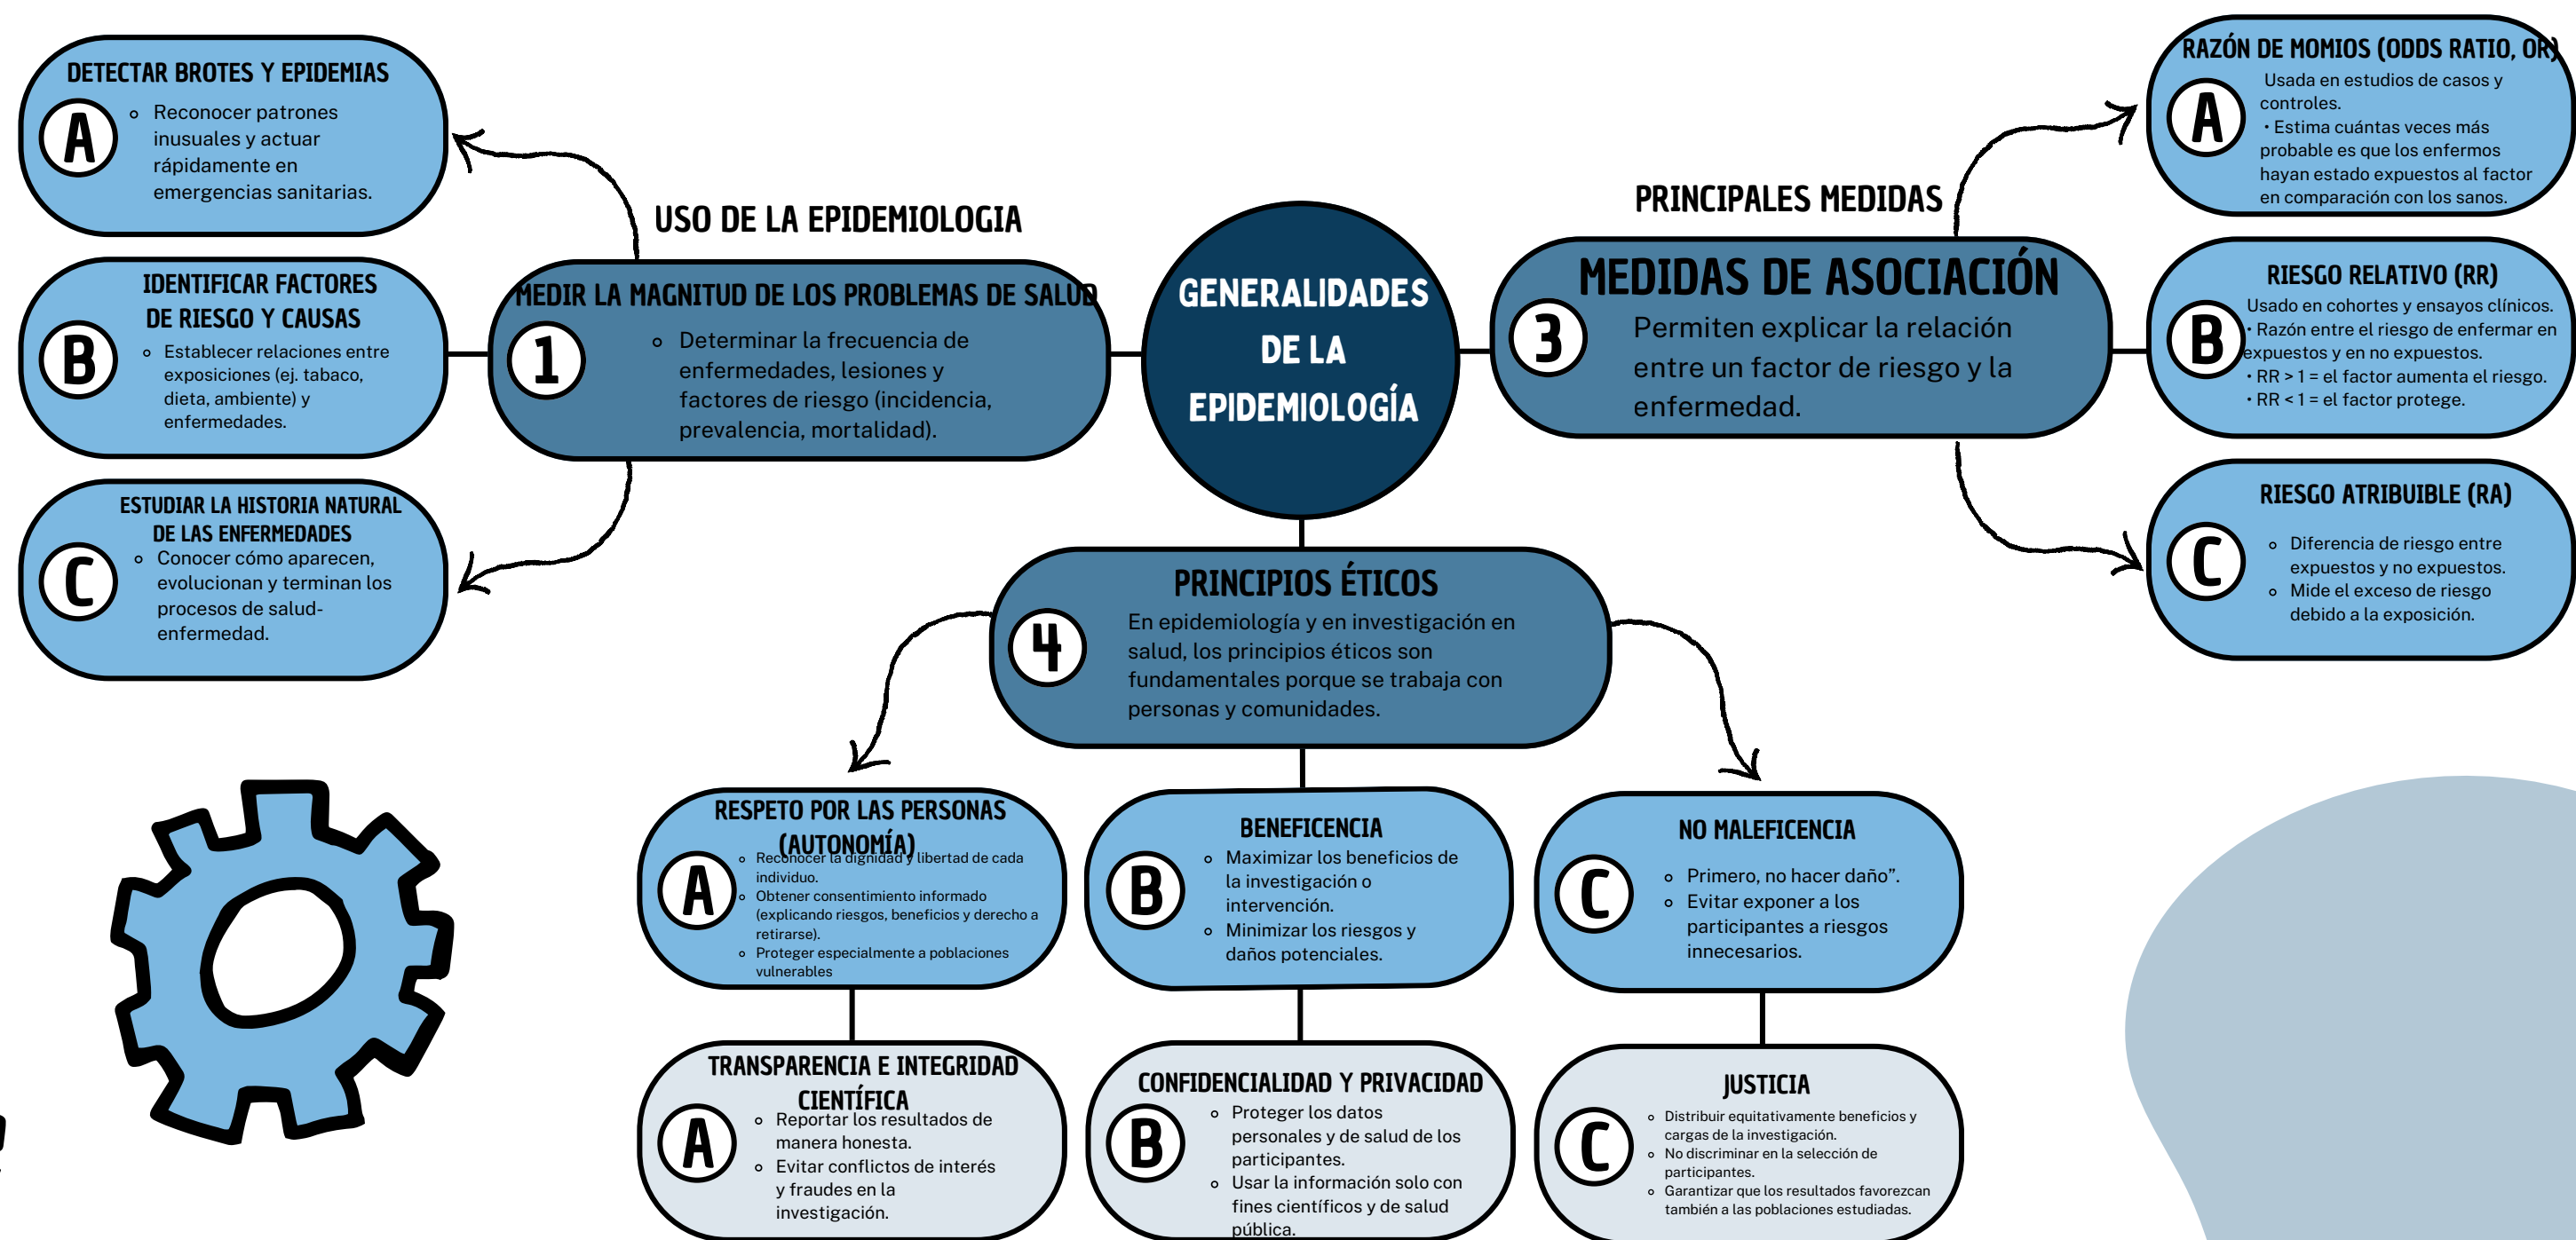 GENERALIDADES
DE LA
EPIDEMIOLOGÍA
USO DE LA EPIDEMIOLOGIA
MEDIR LA MAGNITUD DE LOS PROBLEMAS DE SALUD
1
Determinar la frecuencia de
enfermedades, lesiones y
factores de riesgo (incidencia,
prevalencia, mortalidad).
DETECTAR BROTES Y EPIDEMIAS
A
Reconocer patrones
inusuales y actuar
rápidamente en
emergencias sanitarias.
IDENTIFICAR FACTORES
DE RIESGO Y CAUSAS
B
Establecer relaciones entre
exposiciones (ej. tabaco,
dieta, ambiente) y
enfermedades.
ESTUDIAR LA HISTORIA NATURAL
DE LAS ENFERMEDADES
C
Conocer cómo aparecen,
evolucionan y terminan los
procesos de salud-
enfermedad.
PRINCIPALES MEDIDAS
MEDIDAS DE ASOCIACIÓN
3
Permiten explicar la relación
entre un factor de riesgo y la
enfermedad.
RAZÓN DE MOMIOS (ODDS RATIO, OR)
A
Usada en estudios de casos y
controles.
• Estima cuántas veces más
probable es que los enfermos
hayan estado expuestos al factor
en comparación con los sanos.
RIESGO RELATIVO (RR)
B
Usado en cohortes y ensayos clínicos.
• Razón entre el riesgo de enfermar en
expuestos y en no expuestos.
• RR > 1 = el factor aumenta el riesgo.
• RR < 1 = el factor protege.
RIESGO ATRIBUIBLE (RA)
C
Diferencia de riesgo entre
expuestos y no expuestos.
Mide el exceso de riesgo
debido a la exposición.
PRINCIPIOS ÉTICOS
4
En epidemiología y en investigación en
salud, los principios éticos son
fundamentales porque se trabaja con
personas y comunidades.
RESPETO POR LAS PERSONAS
(AUTONOMÍA)
A
Reconocer la dignidad y libertad de cada
individuo.
Obtener consentimiento informado
(explicando riesgos, beneficios y derecho a
retirarse).
Proteger especialmente a poblaciones
vulnerables
BENEFICENCIA
B
Maximizar los beneficios de
la investigación o
intervención.
Minimizar los riesgos y
daños potenciales.
NO MALEFICENCIA
C
Primero, no hacer daño”.
Evitar exponer a los
participantes a riesgos
innecesarios.
TRANSPARENCIA E INTEGRIDAD
CIENTÍFICA
A
Reportar los resultados de
manera honesta.
Evitar conflictos de interés
y fraudes en la
investigación.
CONFIDENCIALIDAD Y PRIVACIDAD
B
Proteger los datos
personales y de salud de los
participantes.
Usar la información solo con
fines científicos y de salud
pública.
JUSTICIA
C
Distribuir equitativamente beneficios y
cargas de la investigación.
No discriminar en la selección de
participantes.
Garantizar que los resultados favorezcan
también a las poblaciones estudiadas.